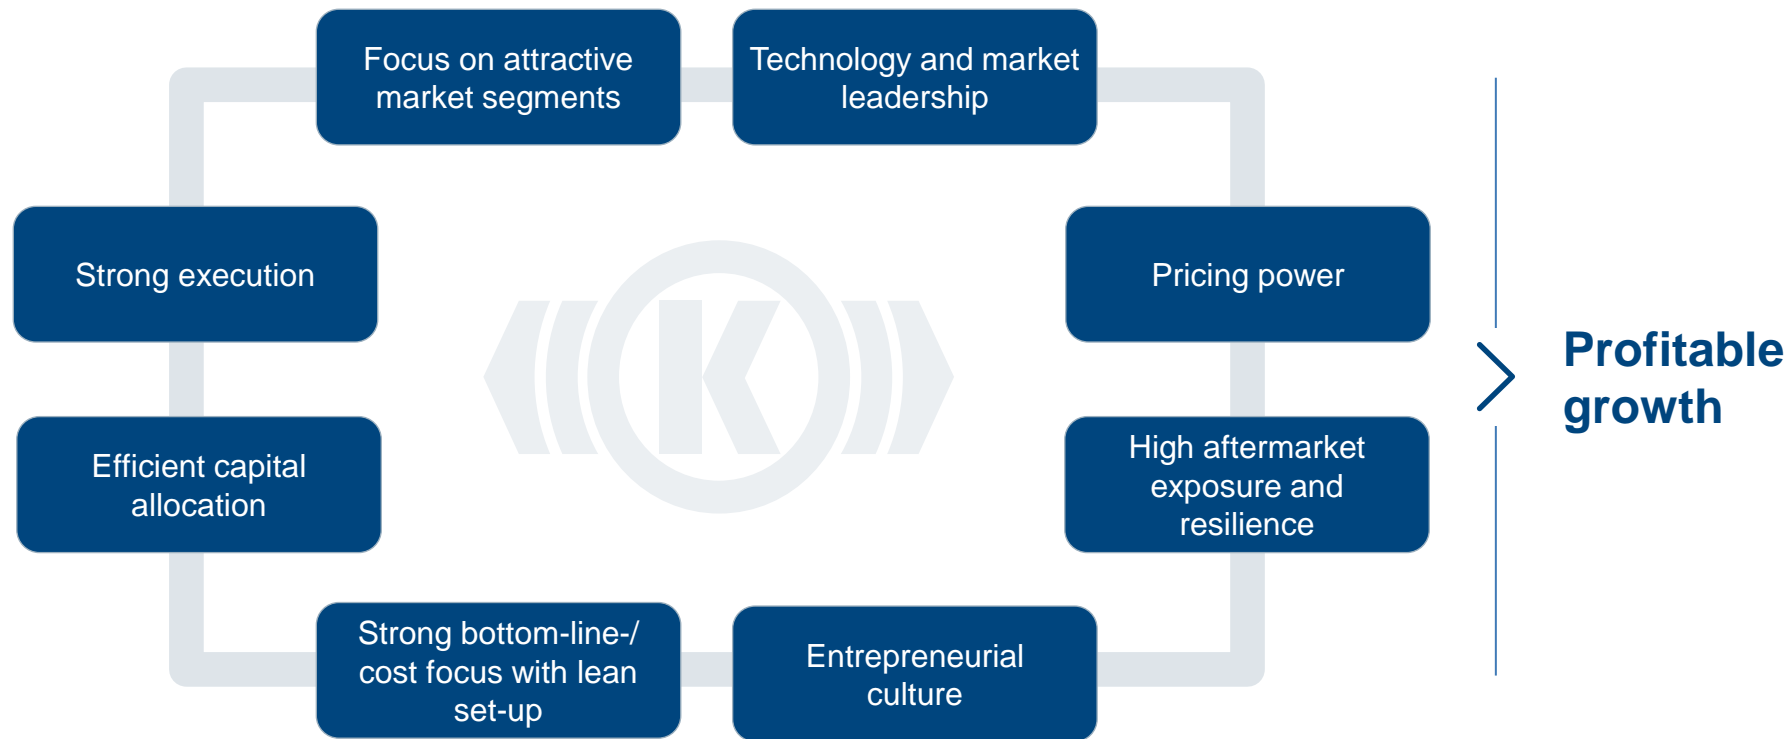 Focus on attractive
market segments
Technology and market
leadership
Strong execution
Pricing power
K
Profitable
growth
Efficient capital
allocation
High aftermarket
exposure and
resilience
Strong bottom-line-/
cost focus with lean
set-up
Entrepreneurial
culture